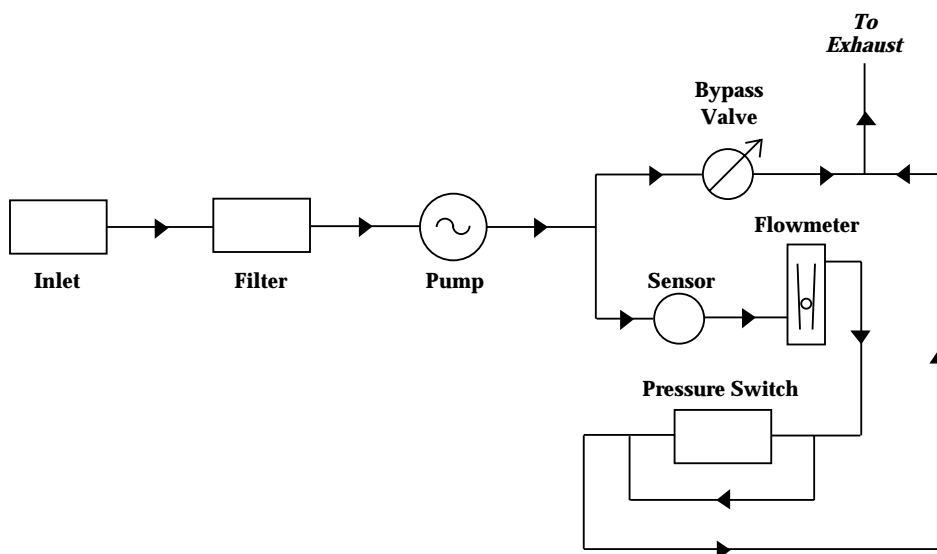 To
Exhaust
Bypass
Valve
Flowmeter
Inlet
Filter
Pump
Sensor
Pressure Switch